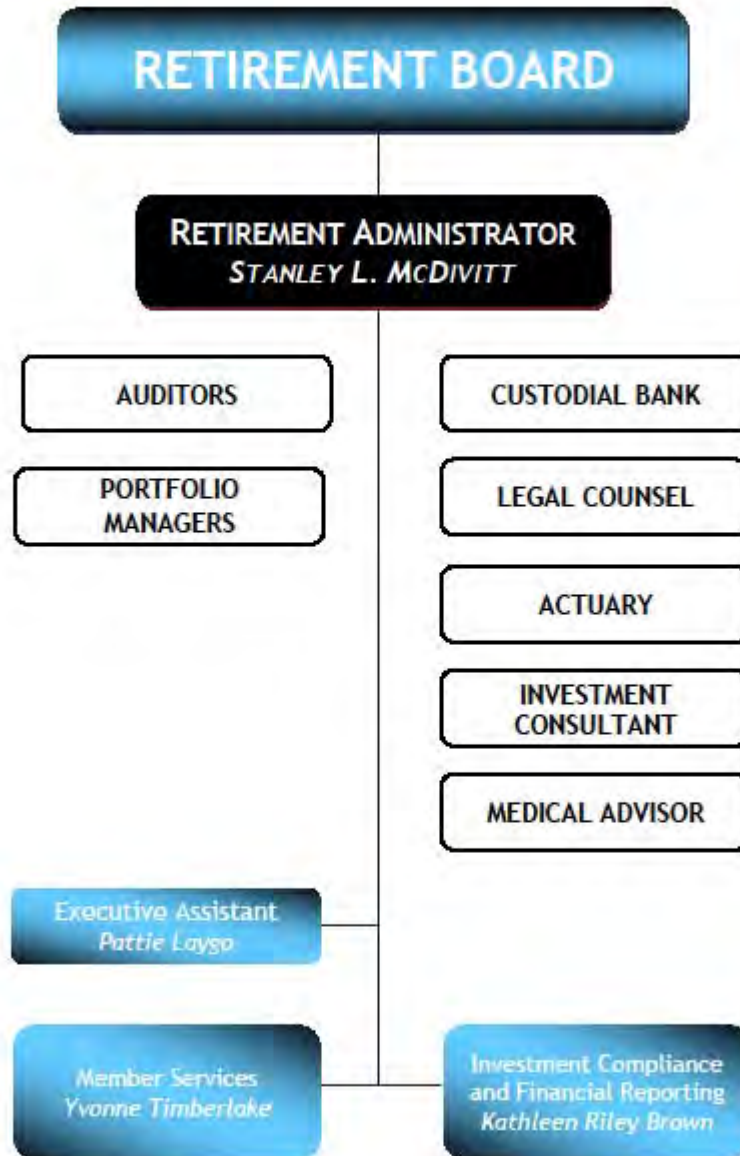 RETIREMENT BOARD
RETIREMENT ADMINISTRATOR
STANLEY L. MCDIVITT
AUDITORS
PORTFOLIO
MANAGERS
CUSTODIAL BANK
LEGAL COUNSEL
ACTUARY
INVESTMENT
CONSULTANT
MEDICAL ADVISOR
Executive Assistant
Pattie Laygo
Member Services
Yvonne Timberlake
Investment Compliance
and Financial Reporting
Kathleen Riley Brown